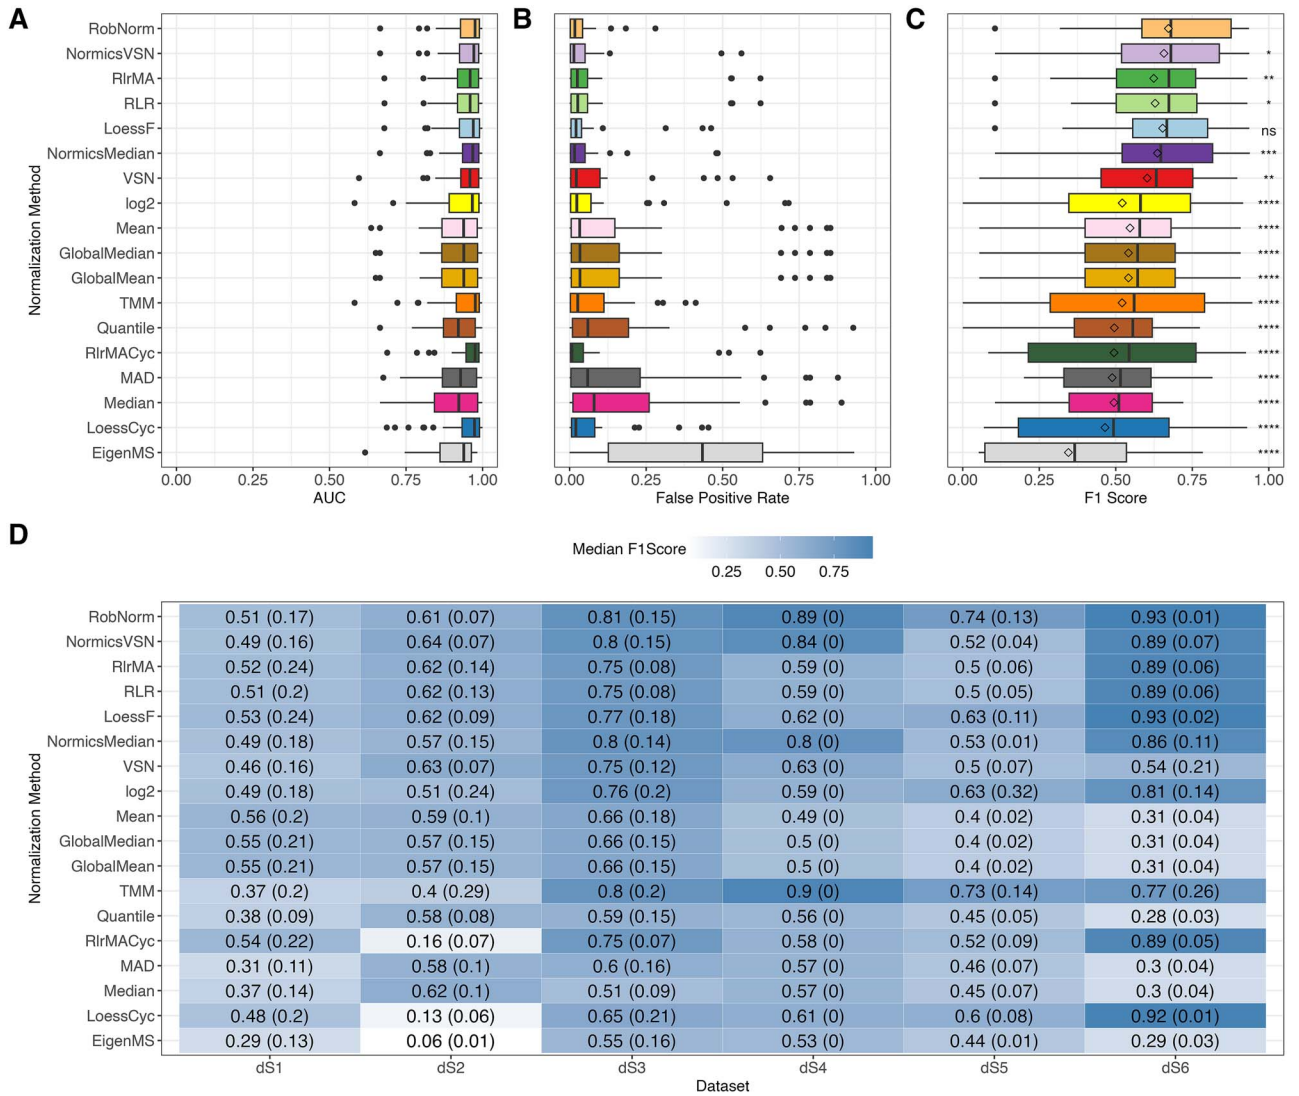 A
B
C
Normalization Method
RobNorm
NormicsVSN
*
RlrMA
**
RLR
*
LoessF
ns
NormicsMedian
***
VSN
**
log2
****
Mean
****
GlobalMedian
****
GlobalMean
****
TMM
****
Quantile
****
RlrMACyc
****
MAD
****
Median
****
LoessCyc
****
EigenMS
****
0.00 0.25 0.50 0.75 1.00
0.00 0.25 0.50 0.75 1.00
0.00 0.25 0.50 0.75 1.00
AUC
False Positive Rate
F1 Score
D
Median F1Score
0.25 0.50 0.75
Normalization Method
RobNorm 0.51 (0.17) 0.61 (0.07) 0.81 (0.15) 0.89 (0) 0.74 (0.13) 0.93 (0.01)
NormicsVSN 0.49 (0.16) 0.64 (0.07) 0.8 (0.15) 0.84 (0) 0.52 (0.04) 0.89 (0.07)
RlrMA 0.52 (0.24) 0.62 (0.14) 0.75 (0.08) 0.59 (0) 0.5 (0.06) 0.89 (0.06)
RLR 0.51 (0.2) 0.62 (0.13) 0.75 (0.08) 0.59 (0) 0.5 (0.05) 0.89 (0.06)
LoessF 0.53 (0.24) 0.62 (0.09) 0.77 (0.18) 0.62 (0) 0.63 (0.11) 0.93 (0.02)
NormicsMedian 0.49 (0.18) 0.57 (0.15) 0.8 (0.14) 0.8 (0) 0.53 (0.01) 0.86 (0.11)
VSN 0.46 (0.16) 0.63 (0.07) 0.75 (0.12) 0.63 (0) 0.5 (0.07) 0.54 (0.21)
log2 0.49 (0.18) 0.51 (0.24) 0.76 (0.2) 0.59 (0) 0.63 (0.32) 0.81 (0.14)
Mean 0.56 (0.2) 0.59 (0.1) 0.66 (0.18) 0.49 (0) 0.4 (0.02) 0.31 (0.04)
GlobalMedian 0.55 (0.21) 0.57 (0.15) 0.66 (0.15) 0.5 (0) 0.4 (0.02) 0.31 (0.04)
GlobalMean 0.55 (0.21) 0.57 (0.15) 0.66 (0.15) 0.5 (0) 0.4 (0.02) 0.31 (0.04)
TMM 0.37 (0.2) 0.4 (0.29) 0.8 (0.2) 0.9 (0) 0.73 (0.14) 0.77 (0.26)
Quantile 0.38 (0.09) 0.58 (0.08) 0.59 (0.15) 0.56 (0) 0.45 (0.05) 0.28 (0.03)
RlrMACyc 0.54 (0.22) 0.16 (0.07) 0.75 (0.07) 0.58 (0) 0.52 (0.09) 0.89 (0.05)
MAD 0.31 (0.11) 0.58 (0.1) 0.6 (0.16) 0.57 (0) 0.46 (0.07) 0.3 (0.04)
Median 0.37 (0.14) 0.62 (0.1) 0.51 (0.09) 0.57 (0) 0.45 (0.07) 0.3 (0.04)
LoessCyc 0.48 (0.2) 0.13 (0.06) 0.65 (0.21) 0.61 (0) 0.6 (0.08) 0.92 (0.01)
EigenMS 0.29 (0.13) 0.06 (0.01) 0.55 (0.16) 0.53 (0) 0.44 (0.01) 0.29 (0.03)
dS1 dS2 dS3 dS4 dS5 dS6
Dataset